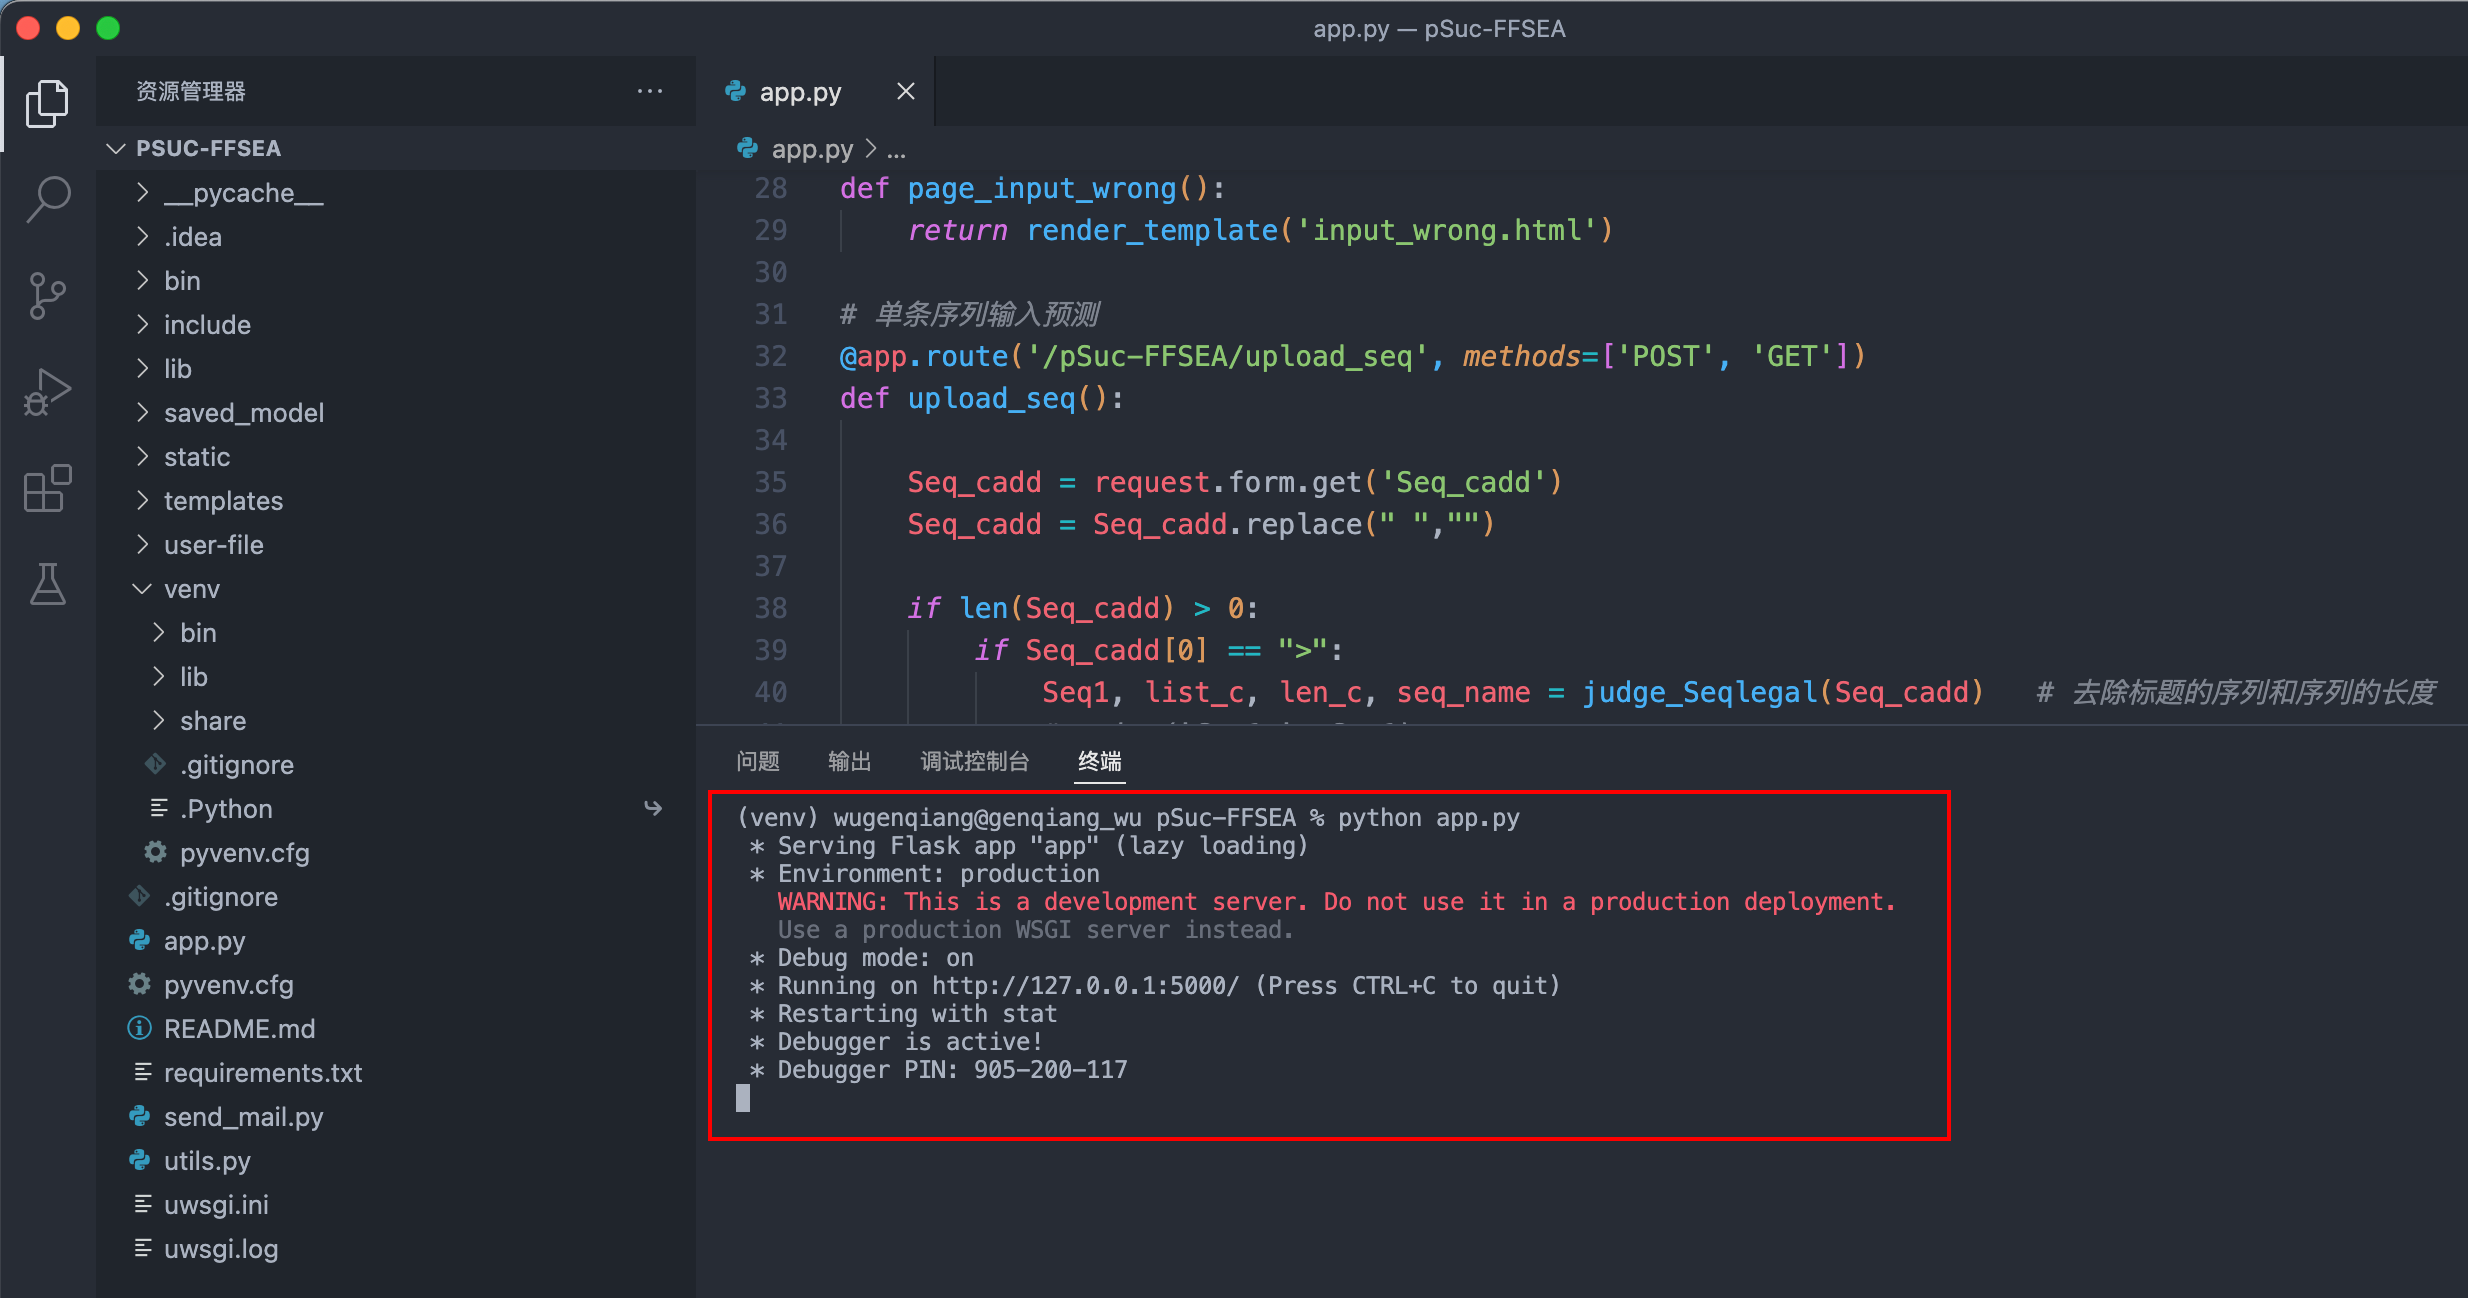 app.py — pSuc-FFSEA
资源管理器
PSUC-FFSEA
__pycache__
.idea
bin
include
lib
saved_model
static
templates
user-file
venv
bin
lib
share
.gitignore
.Python
pyvenv.cfg
.gitignore
app.py
pyvenv.cfg
README.md
requirements.txt
send_mail.py
utils.py
uwsgi.ini
uwsgi.log
app.py
app.py > ...
28 def page_input_wrong():
29     return render_template('input_wrong.html')
30
31 # 单条序列输入预测
32 @app.route('/pSuc-FFSEA/upload_seq', methods=['POST', 'GET'])
33 def upload_seq():
34
35     Seq_cadd = request.form.get('Seq_cadd')
36     Seq_cadd = Seq_cadd.replace(" ","")
37
38     if len(Seq_cadd) > 0:
39         if Seq_cadd[0] == ">":
40             Seq1, list_c, len_c, seq_name = judge_Seqlegal(Seq_cadd)   # 去除标题的序列和序列的长度
问题 输出 调试控制台 终端
(venv) wugenqiang@genqiang_wu pSuc-FFSEA % python app.py
 * Serving Flask app "app" (lazy loading)
 * Environment: production
   WARNING: This is a development server. Do not use it in a production deployment.
   Use a production WSGI server instead.
 * Debug mode: on
 * Running on http://127.0.0.1:5000/ (Press CTRL+C to quit)
 * Restarting with stat
 * Debugger is active!
 * Debugger PIN: 905-200-117